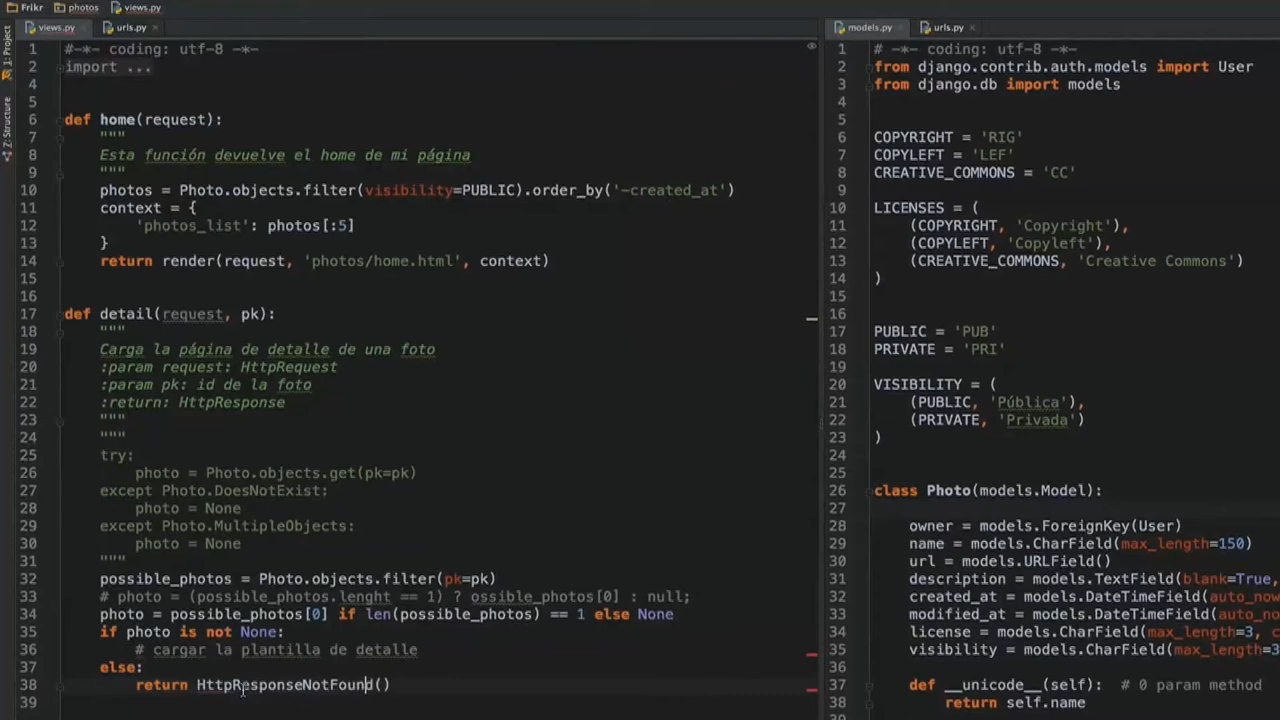 Frikr photos views.py
views.py urls.py
1: Project
Z: Structure
1 #-*- coding: utf-8 -*-
2 import ...
4
5
6 def home(request):
7 """
8 Esta función devuelve el home de mi página
9 """
10 photos = Photo.objects.filter(visibility=PUBLIC).order_by('-created_at')
11 context = {
12 'photos_list': photos[:5]
13 }
14 return render(request, 'photos/home.html', context)
15
16
17 def detail(request, pk):
18 """
19 Carga la página de detalle de una foto
20 :param request: HttpRequest
21 :param pk: id de la foto
22 :return: HttpResponse
23 """
24 """
25 try:
26 photo = Photo.objects.get(pk=pk)
27 except Photo.DoesNotExist:
28 photo = None
29 except Photo.MultipleObjects:
30 photo = None
31 """
32 possible_photos = Photo.objects.filter(pk=pk)
33 # photo = (possible_photos.lenght == 1) ? ossible_photos[0] : null;
34 photo = possible_photos[0] if len(possible_photos) == 1 else None
35 if photo is not None:
36 # cargar la plantilla de detalle
37 else:
38 return HttpResponseNotFound()
39
models.py urls.py
1 # -*- coding: utf-8 -*-
2 from django.contrib.auth.models import User
3 from django.db import models
4
5
6 COPYRIGHT = 'RIG'
7 COPYLEFT = 'LEF'
8 CREATIVE_COMMONS = 'CC'
9
10 LICENSES = (
11 (COPYRIGHT, 'Copyright'),
12 (COPYLEFT, 'Copyleft'),
13 (CREATIVE_COMMONS, 'Creative Commons')
14 )
15
16
17 PUBLIC = 'PUB'
18 PRIVATE = 'PRI'
19
20 VISIBILITY = (
21 (PUBLIC, 'Pública'),
22 (PRIVATE, 'Privada')
23 )
24
25
26 class Photo(models.Model):
27
28 owner = models.ForeignKey(User)
29 name = models.CharField(max_length=150)
30 url = models.URLField()
31 description = models.TextField(blank=True,
32 created_at = models.DateTimeField(auto_now
33 modified_at = models.DateTimeField(auto_no
34 license = models.CharField(max_length=3, c
35 visibility = models.CharField(max_length=3
36
37 def __unicode__(self): # 0 param method
38 return self.name